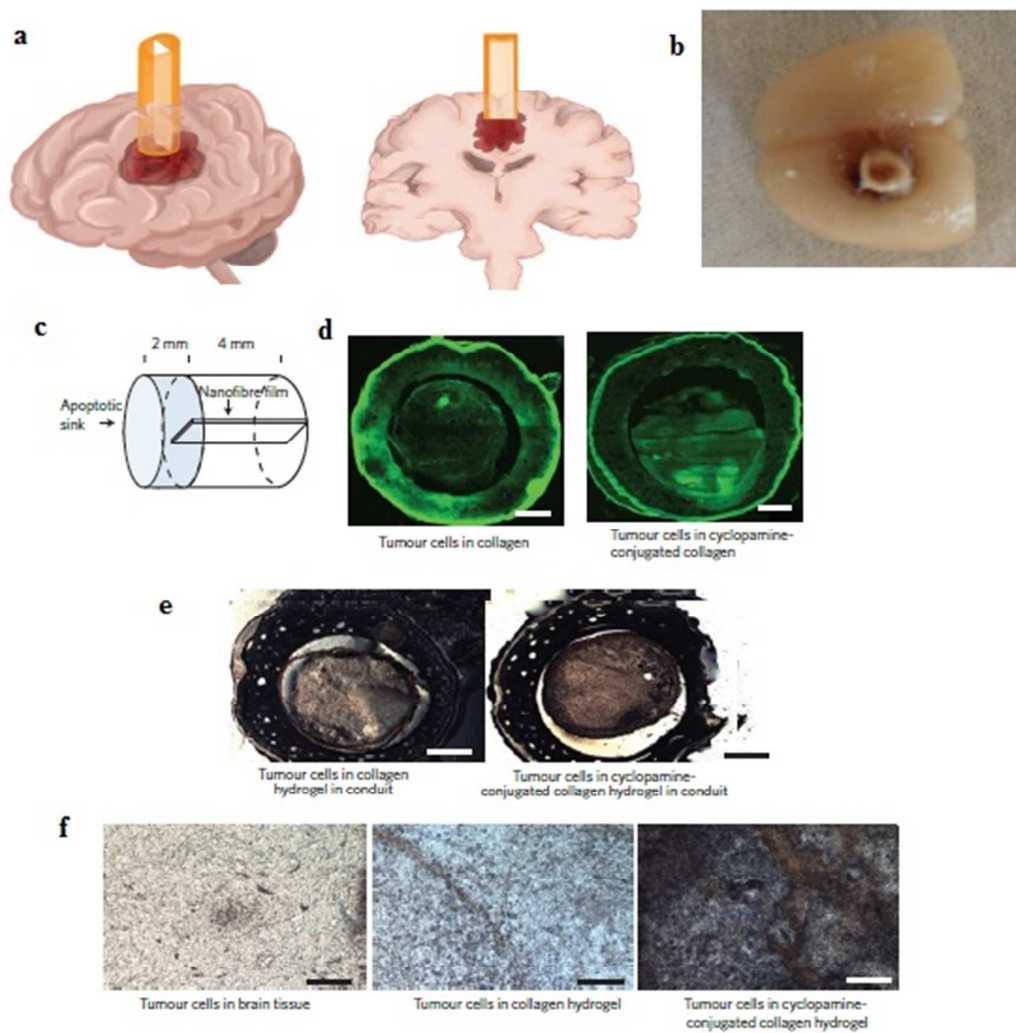 a
b
c
2 mm 4 mm
Nanofibre film
Apoptotic
sink
d
Tumour cells in collagen
Tumour cells in cyclopamine-
conjugated collagen
e
Tumour cells in collagen
hydrogel in conduit
Tumour cells in cyclopamine-
conjugated collagen hydrogel in conduit
f
Tumour cells in brain tissue
Tumour cells in collagen hydrogel
Tumour cells in cyclopamine-
conjugated collagen hydrogel